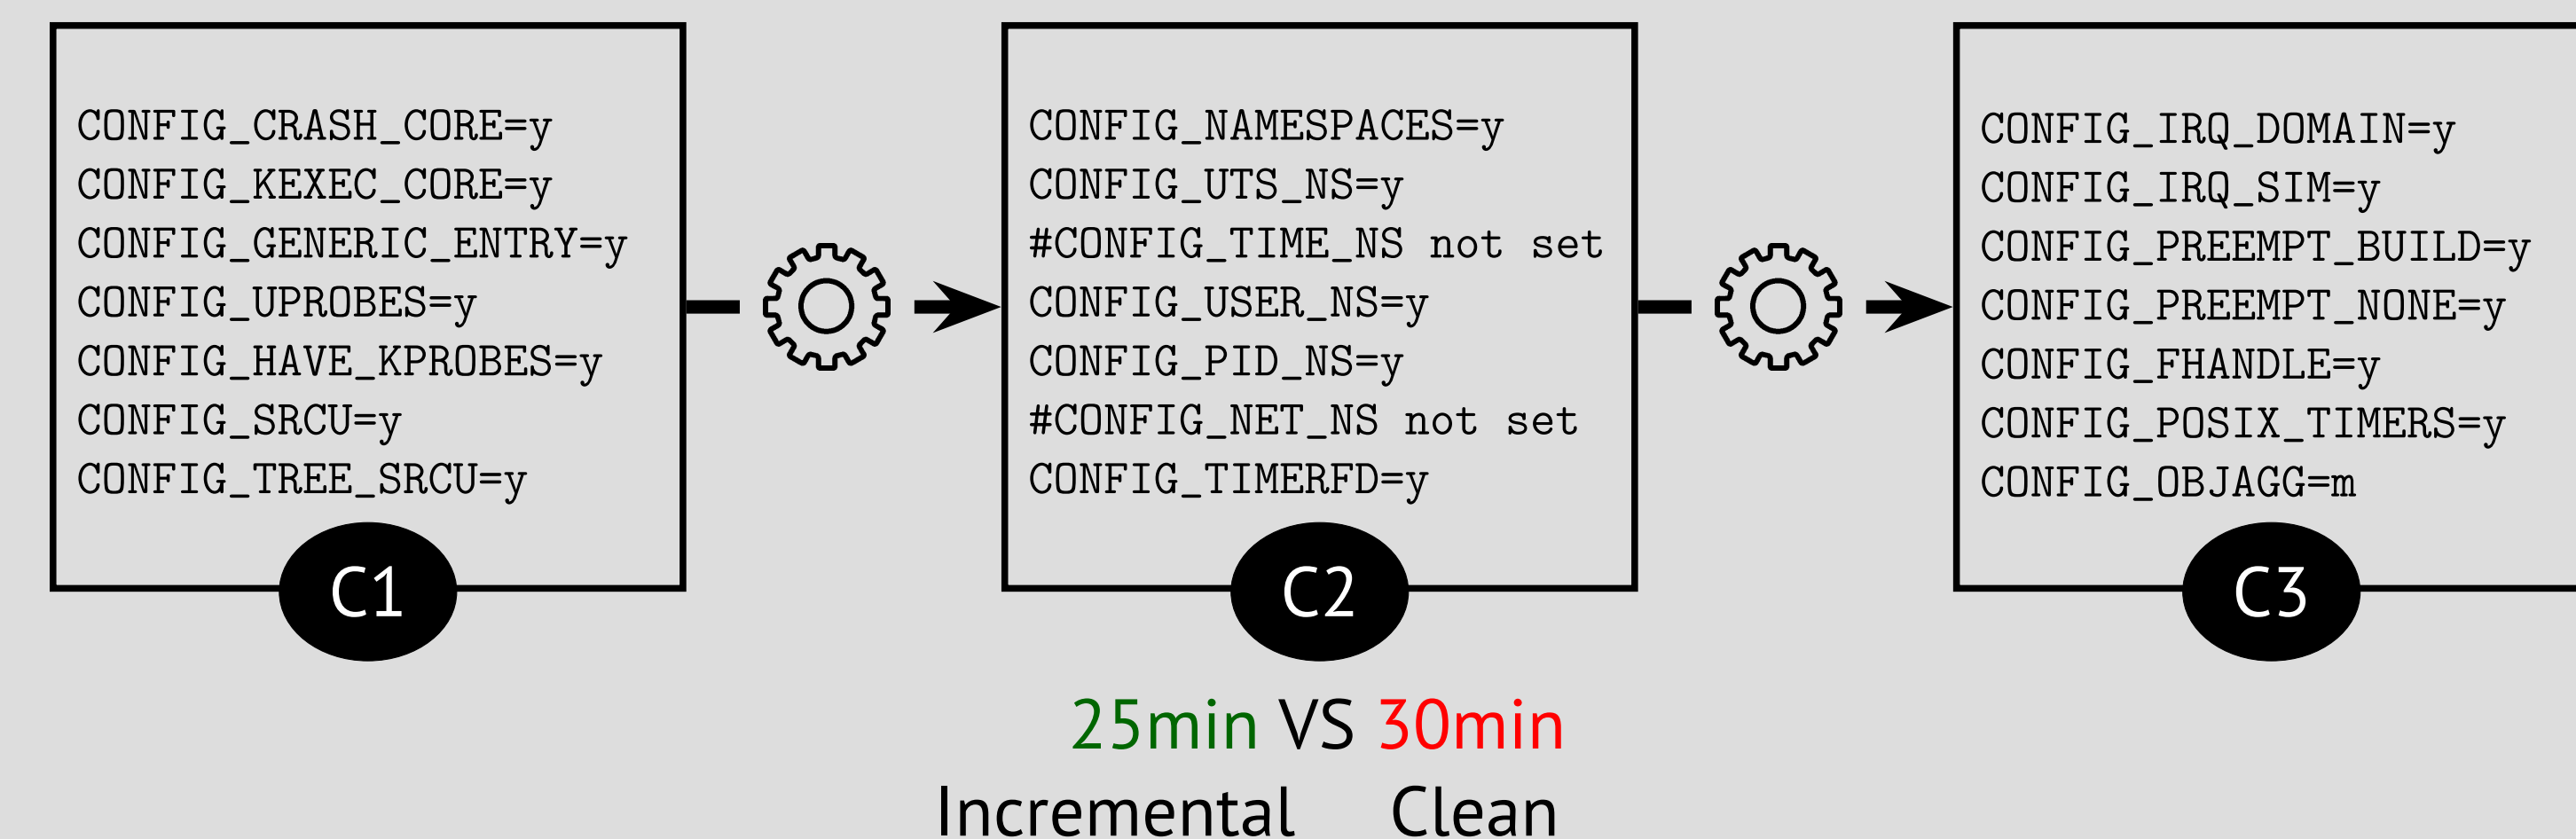 CONFIG_CRASH_CORE=y
CONFIG_KEXEC_CORE=y
CONFIG_GENERIC_ENTRY=y
CONFIG_UPROBES=y
CONFIG_HAVE_KPROBES=y
CONFIG_SRCU=y
CONFIG_TREE_SRCU=y
C1
CONFIG_NAMESPACES=y
CONFIG_UTS_NS=y
#CONFIG_TIME_NS not set
CONFIG_USER_NS=y
CONFIG_PID_NS=y
#CONFIG_NET_NS not set
CONFIG_TIMERFD=y
C2
CONFIG_IRQ_DOMAIN=y
CONFIG_IRQ_SIM=y
CONFIG_PREEMPT_BUILD=y
CONFIG_PREEMPT_NONE=y
CONFIG_FHANDLE=y
CONFIG_POSIX_TIMERS=y
CONFIG_OBJAGG=m
C3
25min VS 30min
Incremental Clean